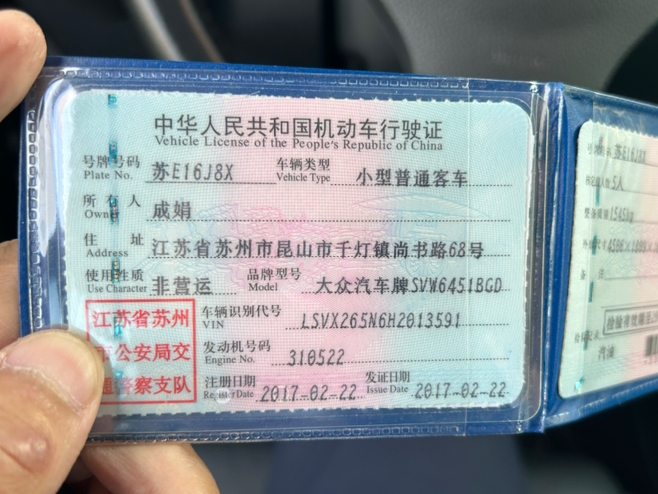 中华人民共和国机动车行驶证
Vehicle License of the People's Republic of China
号牌号码 苏E16J8X 车辆类型 小型普通客车
Plate No. Vehicle Type
所有人 成娟
Owner
住址 江苏省苏州市昆山市千灯镇尚书路68号
Address
使用性质 非营运 品牌型号 大众汽车牌SVW6451BGD
Use Character Model
江苏省苏州 车辆识别代号 LSVX265N6H2013591
VIN
市公安局交 发动机号码 310522
Engine No.
通警察支队 注册日期 2017-02-22 发证日期 2017-02-22
Register Date Issue Date
苏E16J8X
5人
1545kg
汽油